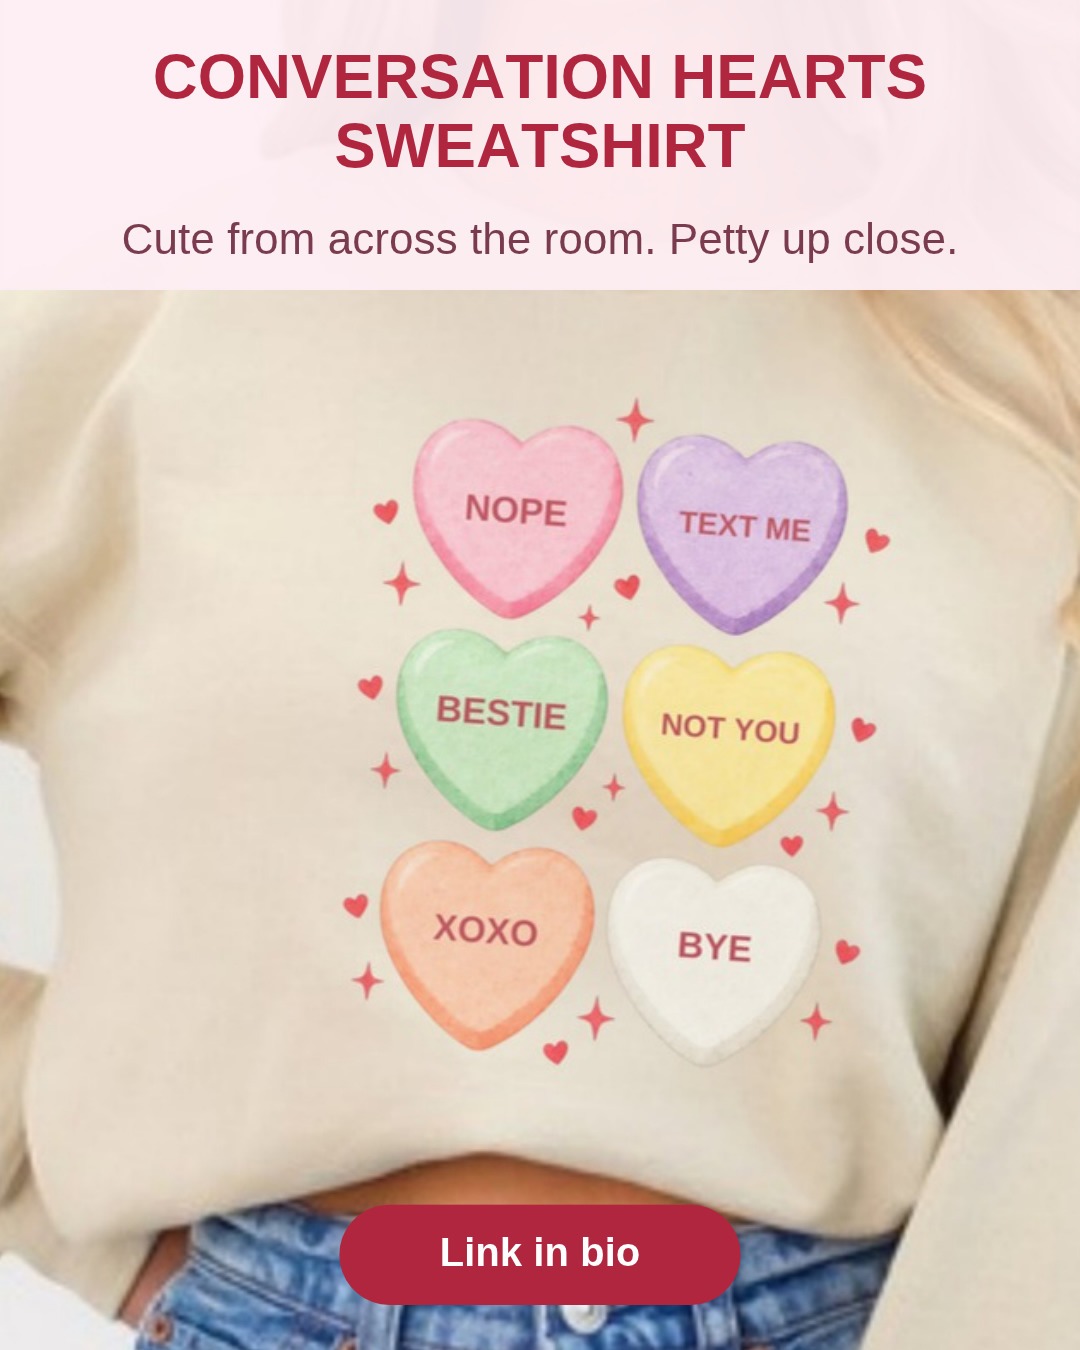 CONVERSATION HEARTS
SWEATSHIRT
Cute from across the room. Petty up close.
NOPE
TEXT ME
BESTIE
NOT YOU
XOXO
BYE
Link in bio